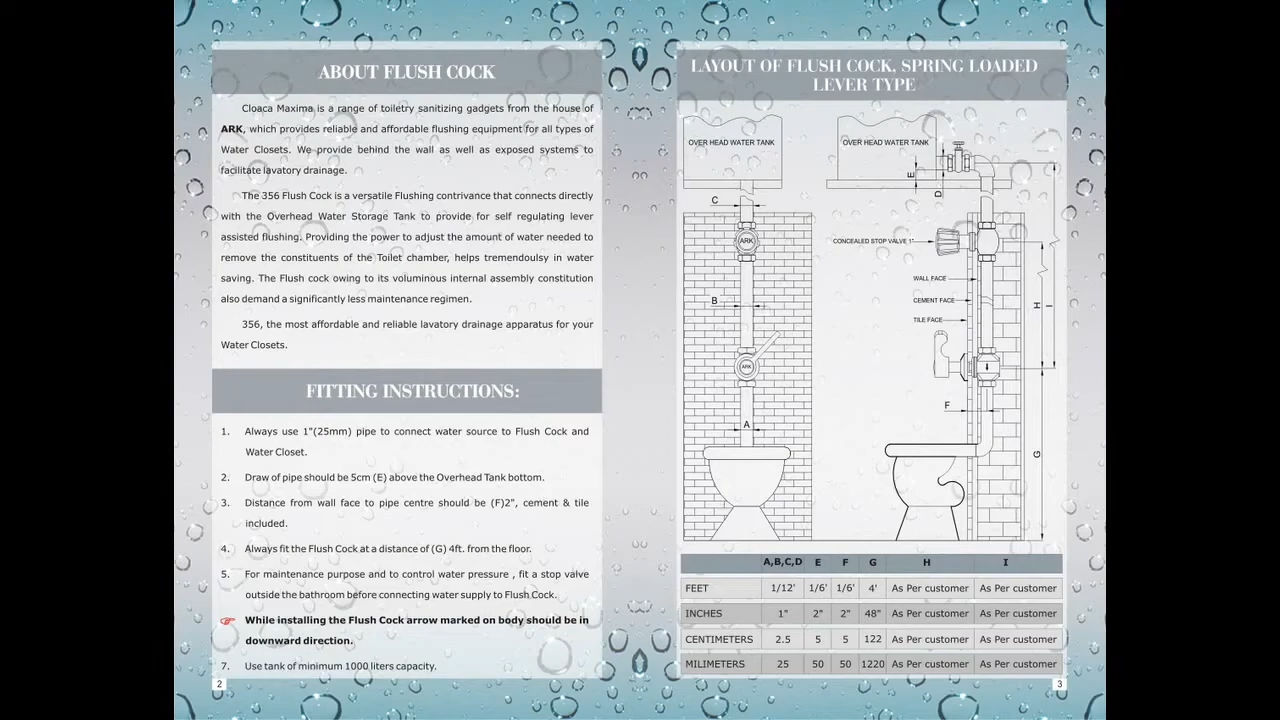 ABOUT FLUSH COCK
Cloaca Maxima is a range of toiletry sanitizing gadgets from the house of
ARK, which provides reliable and affordable flushing equipment for all types of
Water Closets. We provide behind the wall as well as exposed systems to
facilitate lavatory drainage.
The 356 Flush Cock is a versatile Flushing contrivance that connects directly
with the Overhead Water Storage Tank to provide for self regulating lever
assisted flushing. Providing the power to adjust the amount of water needed to
remove the constituents of the Toilet chamber, helps tremendoulsy in water
saving. The Flush cock owing to its voluminous internal assembly constitution
also demand a significantly less maintenance regimen.
356, the most affordable and reliable lavatory drainage apparatus for your
Water Closets.
FITTING INSTRUCTIONS:
1. Always use 1"(25mm) pipe to connect water source to Flush Cock and
Water Closet.
2. Draw of pipe should be 5cm (E) above the Overhead Tank bottom.
3. Distance from wall face to pipe centre should be (F)2", cement & tile
included.
4. Always fit the Flush Cock at a distance of (G) 4ft. from the floor.
5. For maintenance purpose and to control water pressure , fit a stop valve
outside the bathroom before connecting water supply to Flush Cock.
While installing the Flush Cock arrow marked on body should be in
downward direction.
7. Use tank of minimum 1000 liters capacity.
2
LAYOUT OF FLUSH COCK, SPRING LOADED
LEVER TYPE
OVER HEAD WATER TANK
OVER HEAD WATER TANK
E
D
C
ARK
CONCEALED STOP VALVE 1"
WALL FACE
B
CEMENT FACE
H
I
TILE FACE
ARK
F
A
G
A,B,C,D E F G H I
FEET 1/12' 1/6' 1/6' 4' As Per customer As Per customer
INCHES 1" 2" 2" 48" As Per customer As Per customer
CENTIMETERS 2.5 5 5 122 As Per customer As Per customer
MILIMETERS 25 50 50 1220 As Per customer As Per customer
3